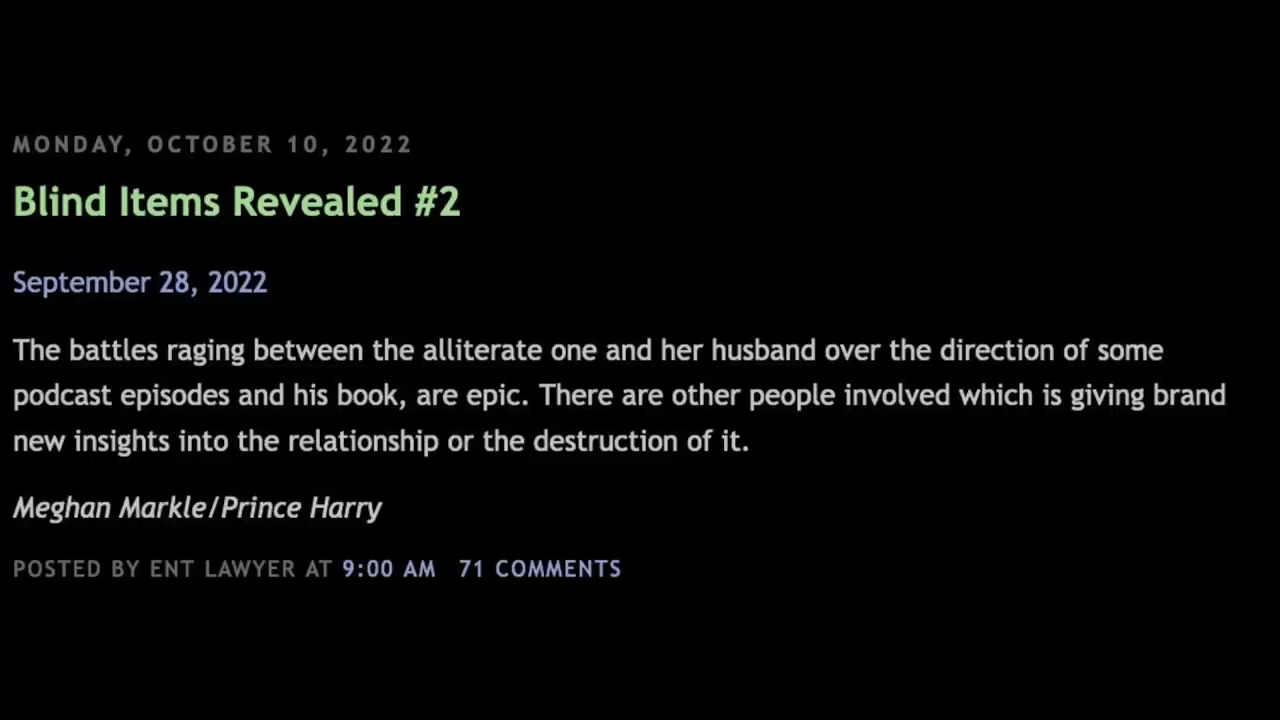 MONDAY, OCTOBER 10, 2022
Blind Items Revealed #2
September 28, 2022
The battles raging between the alliterate one and her husband over the direction of some
podcast episodes and his book, are epic. There are other people involved which is giving brand
new insights into the relationship or the destruction of it.
Meghan Markle/Prince Harry
POSTED BY ENT LAWYER AT 9:00 AM 71 COMMENTS